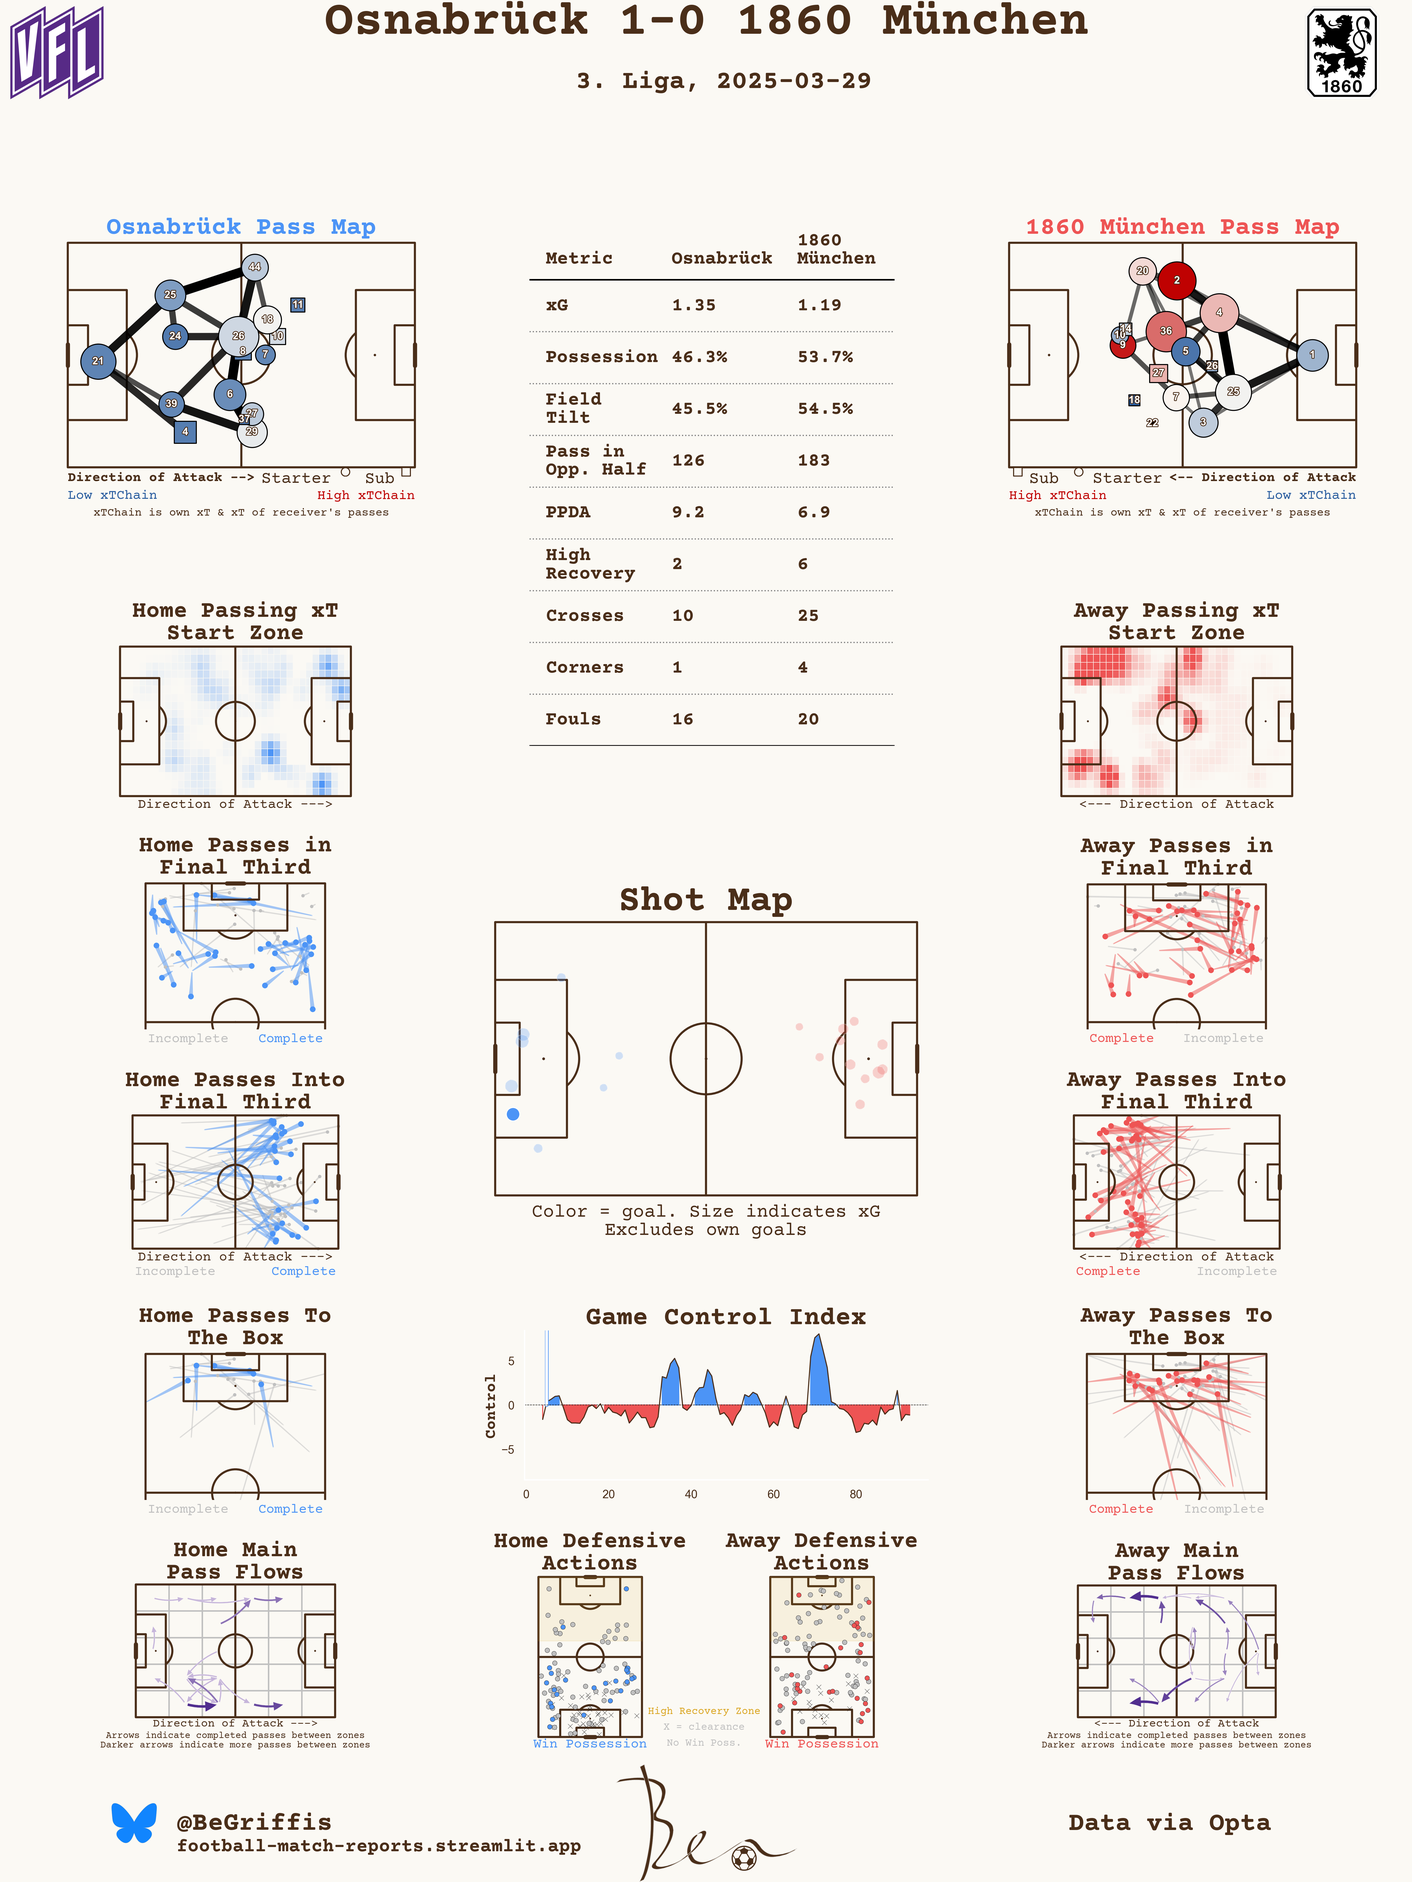 Osnabrück 1-0 1860 München
3. Liga, 2025-03-29
VFL
1860
Osnabrück Pass Map
44
11
25
18
24
26
10
8
7
21
6
39
27
37
4
29
Direction of Attack --> Starter Sub
Low xTChain High xTChain
xTChain is own xT & xT of receiver's passes
Metric Osnabrück 1860 München
xG 1.35 1.19
Possession 46.3% 53.7%
Field Tilt 45.5% 54.5%
Pass in Opp. Half 126 183
PPDA 9.2 6.9
High Recovery 2 6
Crosses 10 25
Corners 1 4
Fouls 16 20
1860 München Pass Map
20
2
4
14
10
36
9
5
1
26
27
25
7
18
22
3
Sub Starter <-- Direction of Attack
High xTChain Low xTChain
xTChain is own xT & xT of receiver's passes
Home Passing xT
Start Zone
Direction of Attack --->
Away Passing xT
Start Zone
<--- Direction of Attack
Home Passes in
Final Third
Incomplete Complete
Away Passes in
Final Third
Complete Incomplete
Shot Map
Color = goal. Size indicates xG
Excludes own goals
Home Passes Into
Final Third
Direction of Attack --->
Incomplete Complete
Away Passes Into
Final Third
<--- Direction of Attack
Complete Incomplete
Home Passes To
The Box
Incomplete Complete
Game Control Index
Control
5
0
−5
0 20 40 60 80
Away Passes To
The Box
Complete Incomplete
Home Main
Pass Flows
Direction of Attack --->
Arrows indicate completed passes between zones
Darker arrows indicate more passes between zones
Home Defensive
Actions
Win Possession
High Recovery Zone
X = clearance
No Win Poss.
Away Defensive
Actions
Win Possession
Away Main
Pass Flows
<--- Direction of Attack
Arrows indicate completed passes between zones
Darker arrows indicate more passes between zones
@BeGriffis
football-match-reports.streamlit.app
Ben
Data via Opta